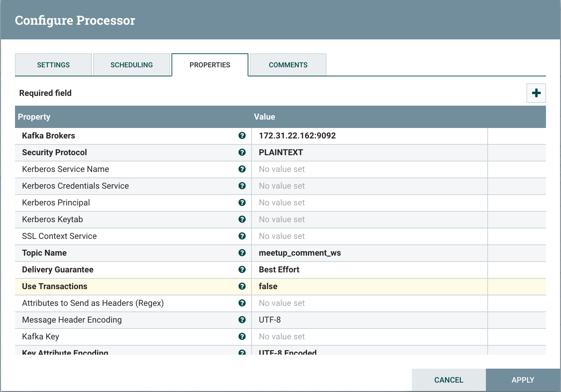 Configure Processor
SETTINGS SCHEDULING PROPERTIES COMMENTS
Required field
Property Value
Kafka Brokers 172.31.22.162:9092
Security Protocol PLAINTEXT
Kerberos Service Name No value set
Kerberos Credentials Service No value set
Kerberos Principal No value set
Kerberos Keytab No value set
SSL Context Service No value set
Topic Name meetup_comment_ws
Delivery Guarantee Best Effort
Use Transactions false
Attributes to Send as Headers (Regex) No value set
Message Header Encoding UTF-8
Kafka Key No value set
Key Attribute Encoding UTF-8 Encoded
CANCEL APPLY